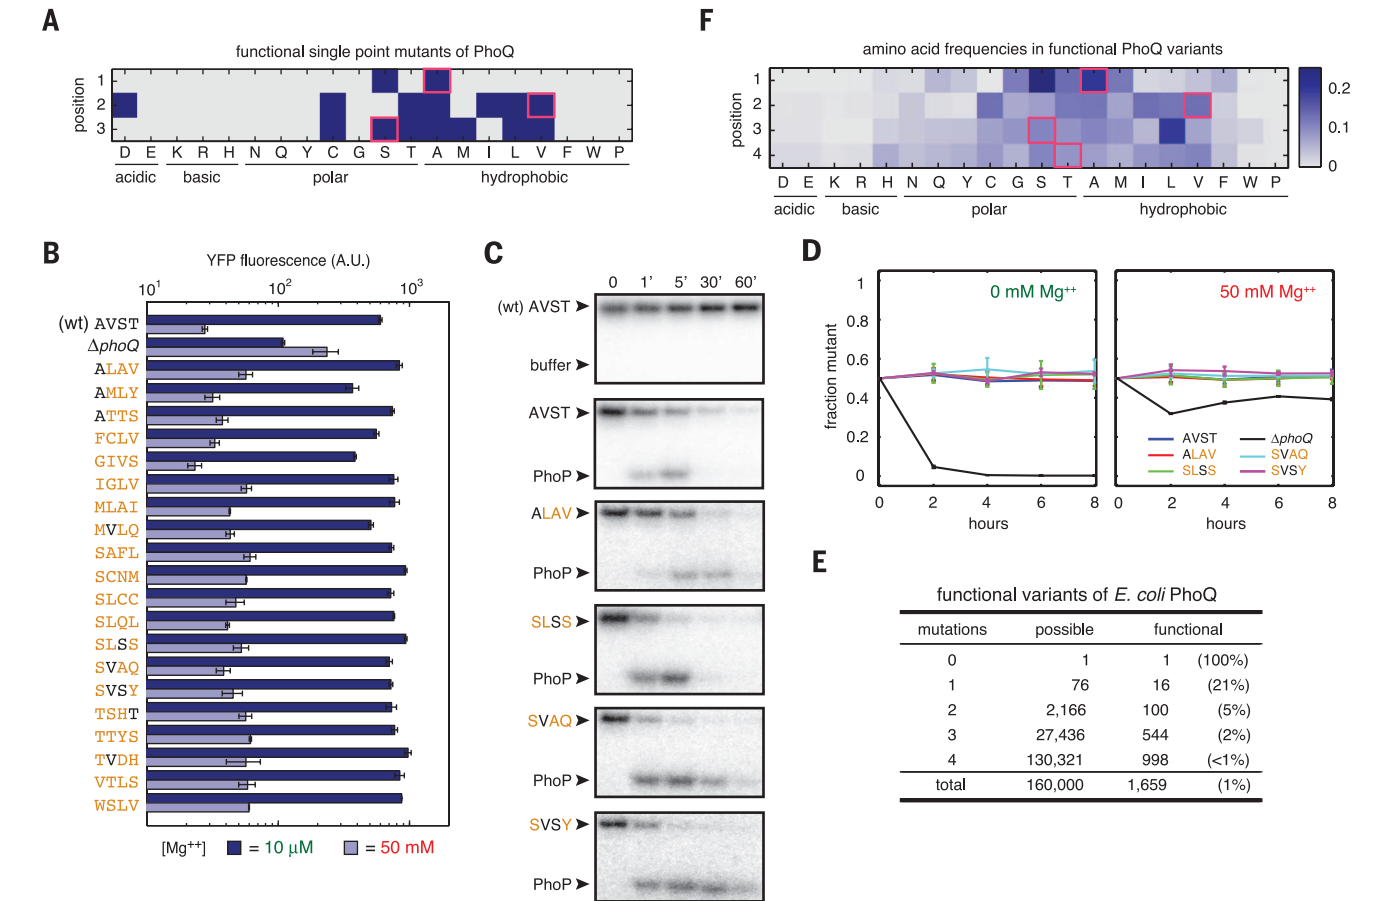 A
functional single point mutants of PhoQ
position
1
2
3
D E K R H N Q Y C G S T A M I L V F W P
acidic basic polar hydrophobic
F
amino acid frequencies in functional PhoQ variants
position
1
2
3
4
0.2
0.1
0
D E K R H N Q Y C G S T A M I L V F W P
acidic basic polar hydrophobic
B
YFP fluorescence (A.U.)
10¹ 10² 10³
(wt) AVST
ΔphoQ
ALAV
AMLY
ATTS
FCLV
GIVS
IGLV
MLAI
MVLQ
SAFL
SCNM
SLCC
SLQL
SLSS
SVAQ
SVSY
TSHT
TTYS
TVDH
VTLS
WSLV
10¹ 10² 10³
[Mg⁺⁺] = 10 µM = 50 mM
C
0 1’ 5’ 30’ 60’
(wt) AVST
buffer
AVST
PhoP
ALAV
PhoP
SLSS
PhoP
SVAQ
PhoP
SVSY
PhoP
D
fraction mutant
1
0.8
0.6
0.4
0.2
0
0 mM Mg⁺⁺
0 2 4 6 8
hours
50 mM Mg⁺⁺
AVST ΔphoQ
ALAV SVAQ
SLSS SVSY
0 2 4 6 8
hours
E
functional variants of E. coli PhoQ
mutations possible functional
0 1 1 (100%)
1 76 16 (21%)
2 2,166 100 (5%)
3 27,436 544 (2%)
4 130,321 998 (<1%)
total 160,000 1,659 (1%)